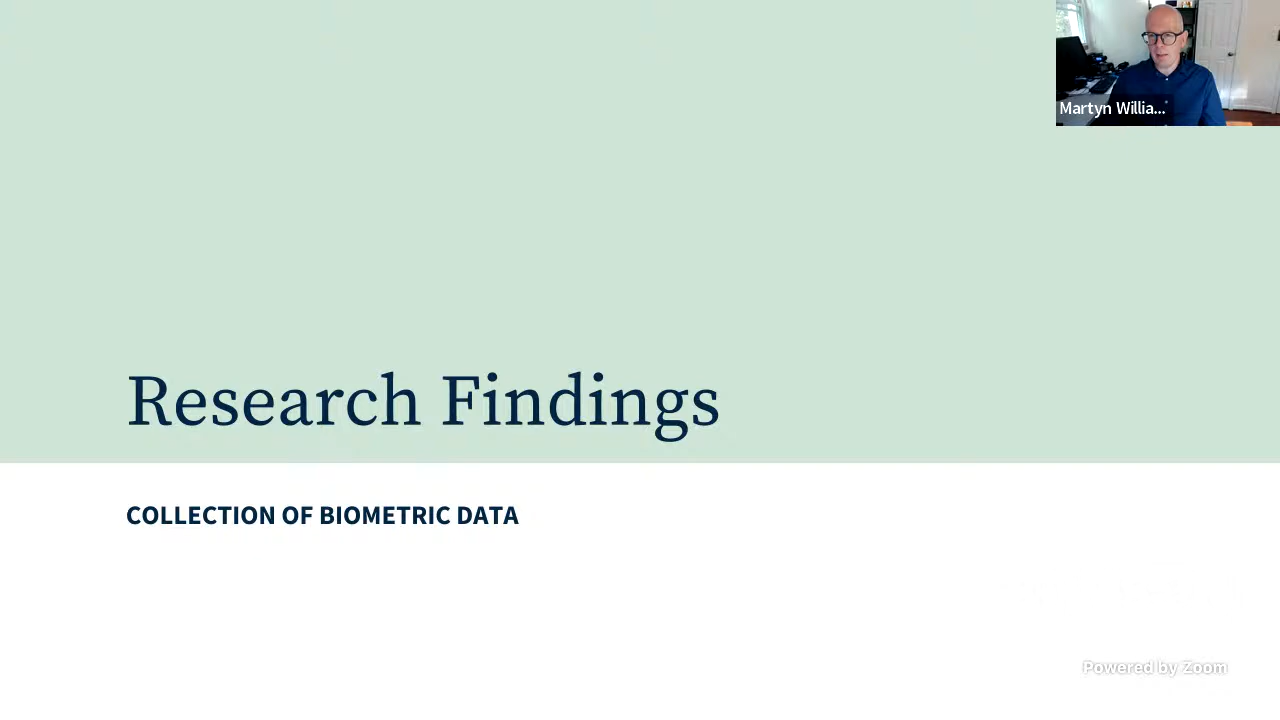 Martyn Willia...
Research Findings
COLLECTION OF BIOMETRIC DATA
Powered by Zoom